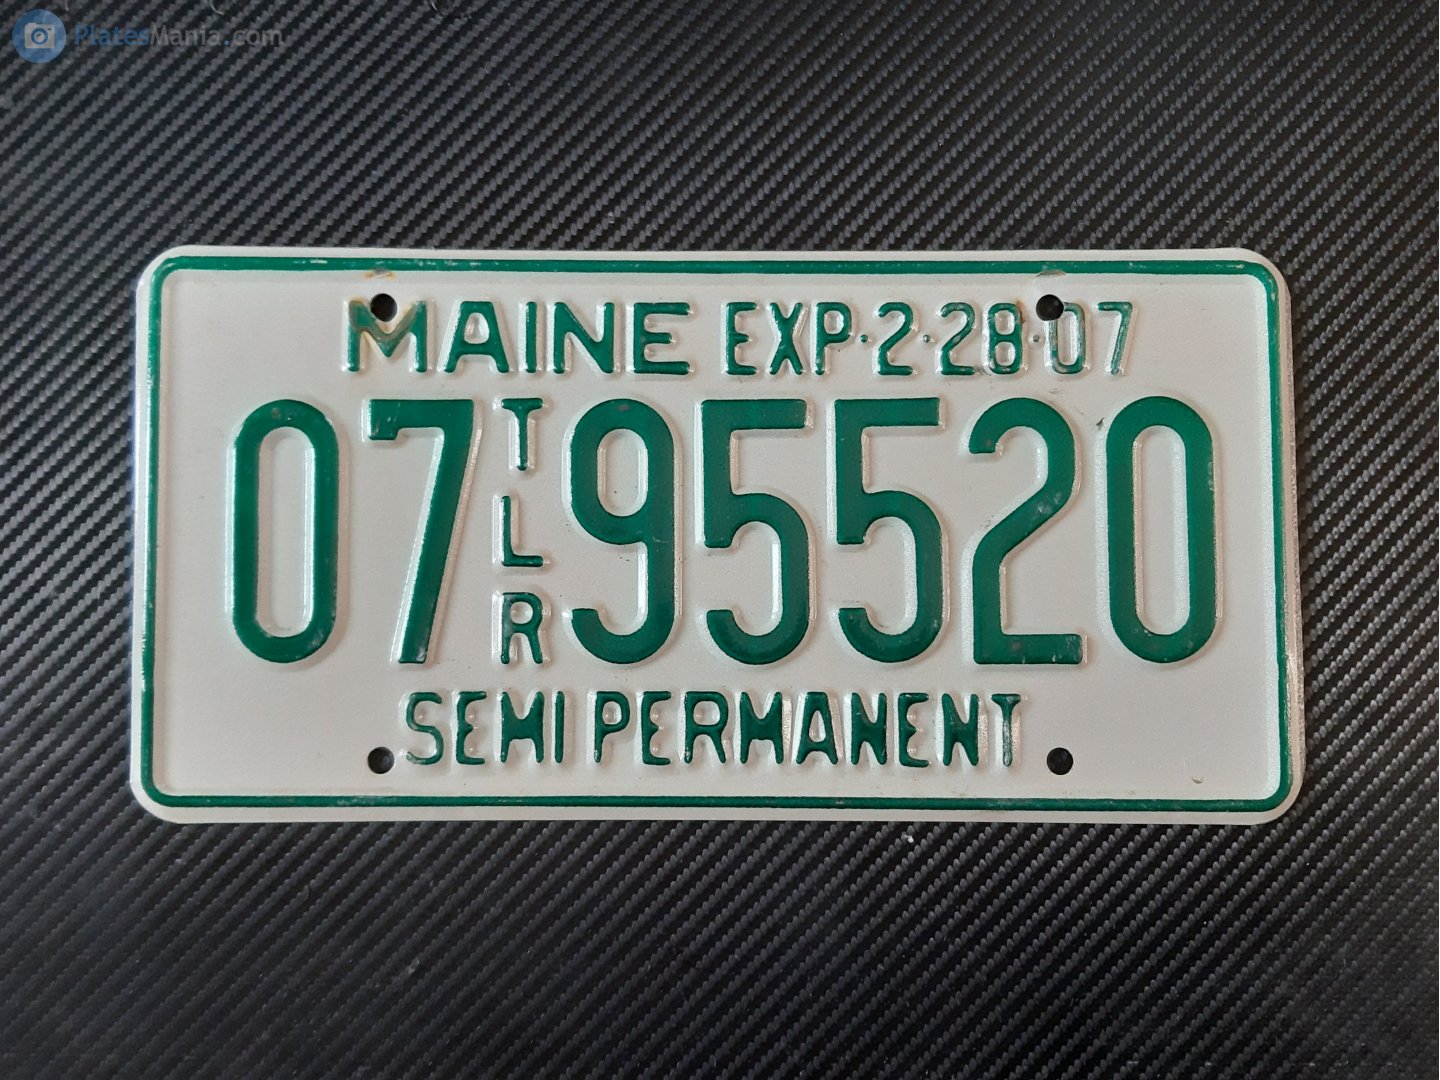 PlatesMania.com
MAINE EXP·2·28·07
07 TLR 95520
SEMI PERMANENT